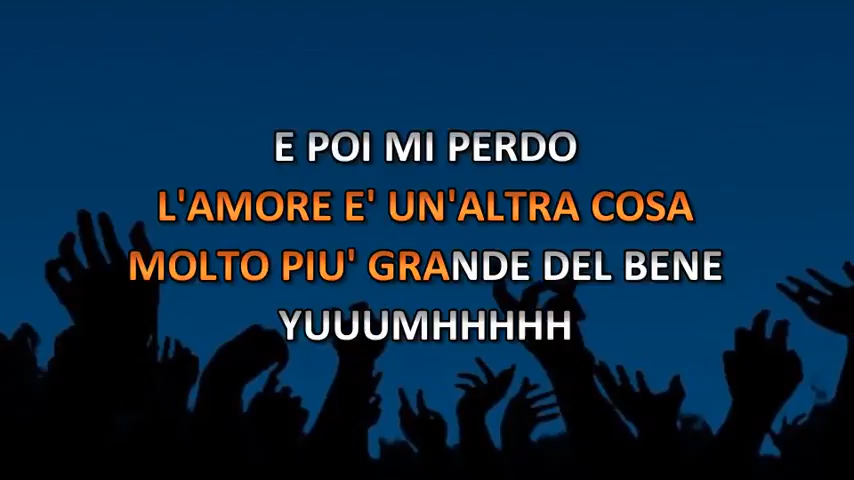 E POI MI PERDO
L'AMORE E' UN'ALTRA COSA
MOLTO PIU' GRANDE DEL BENE
YUUUMHHHHH